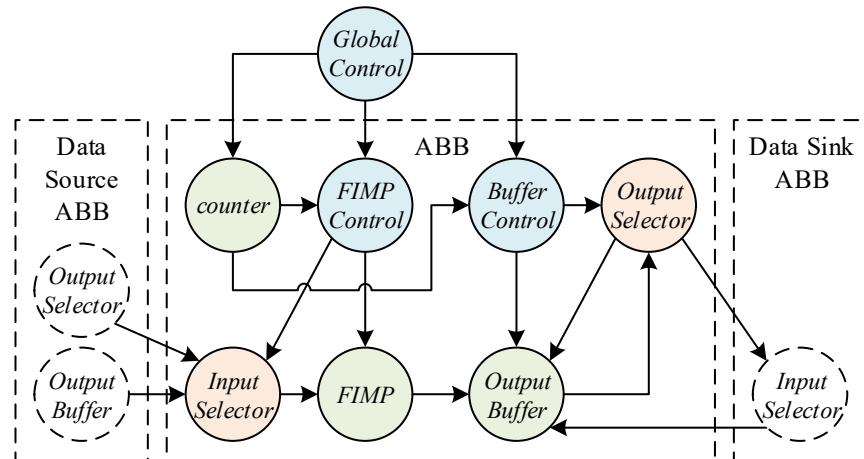 Global
Control
Data
Source
ABB
ABB
Data Sink
ABB
counter
FIMP
Control
Buffer
Control
Output
Selector
Output
Selector
Output
Buffer
Input
Selector
FIMP
Output
Buffer
Input
Selector